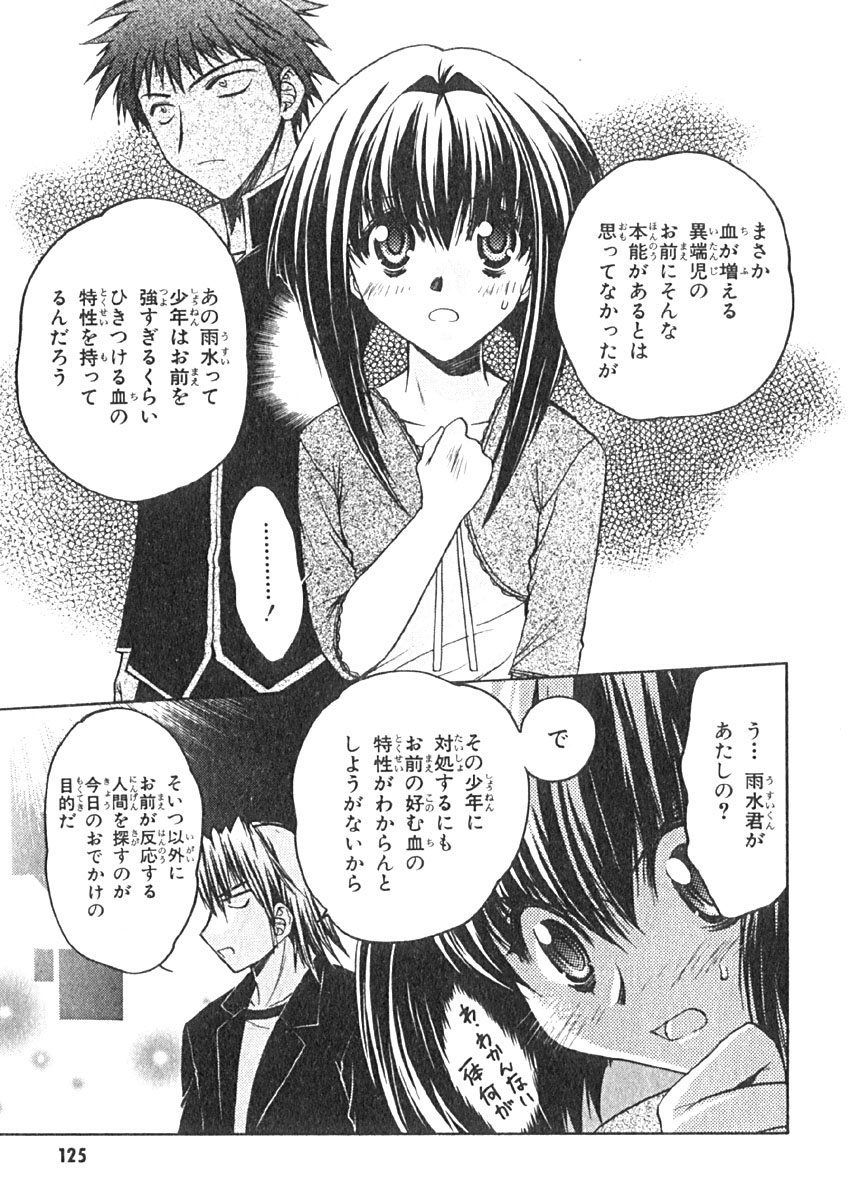 まさか
血が増える
異端児の
お前にそんな
本能があるとは
思ってなかったが
あの雨水って
少年はお前を
強すぎるくらい
ひきつける血の
特性を持って
るんだろう
…………!
う… 雨水君が
あたしの?
で
その少年に
対処するにも
お前の好む血の
特性がわからんと
しようがないから
わ、わかんない
一体何が
そいつ以外に
お前が反応する
人間を探すのが
今日のおでかけの
目的だ
125